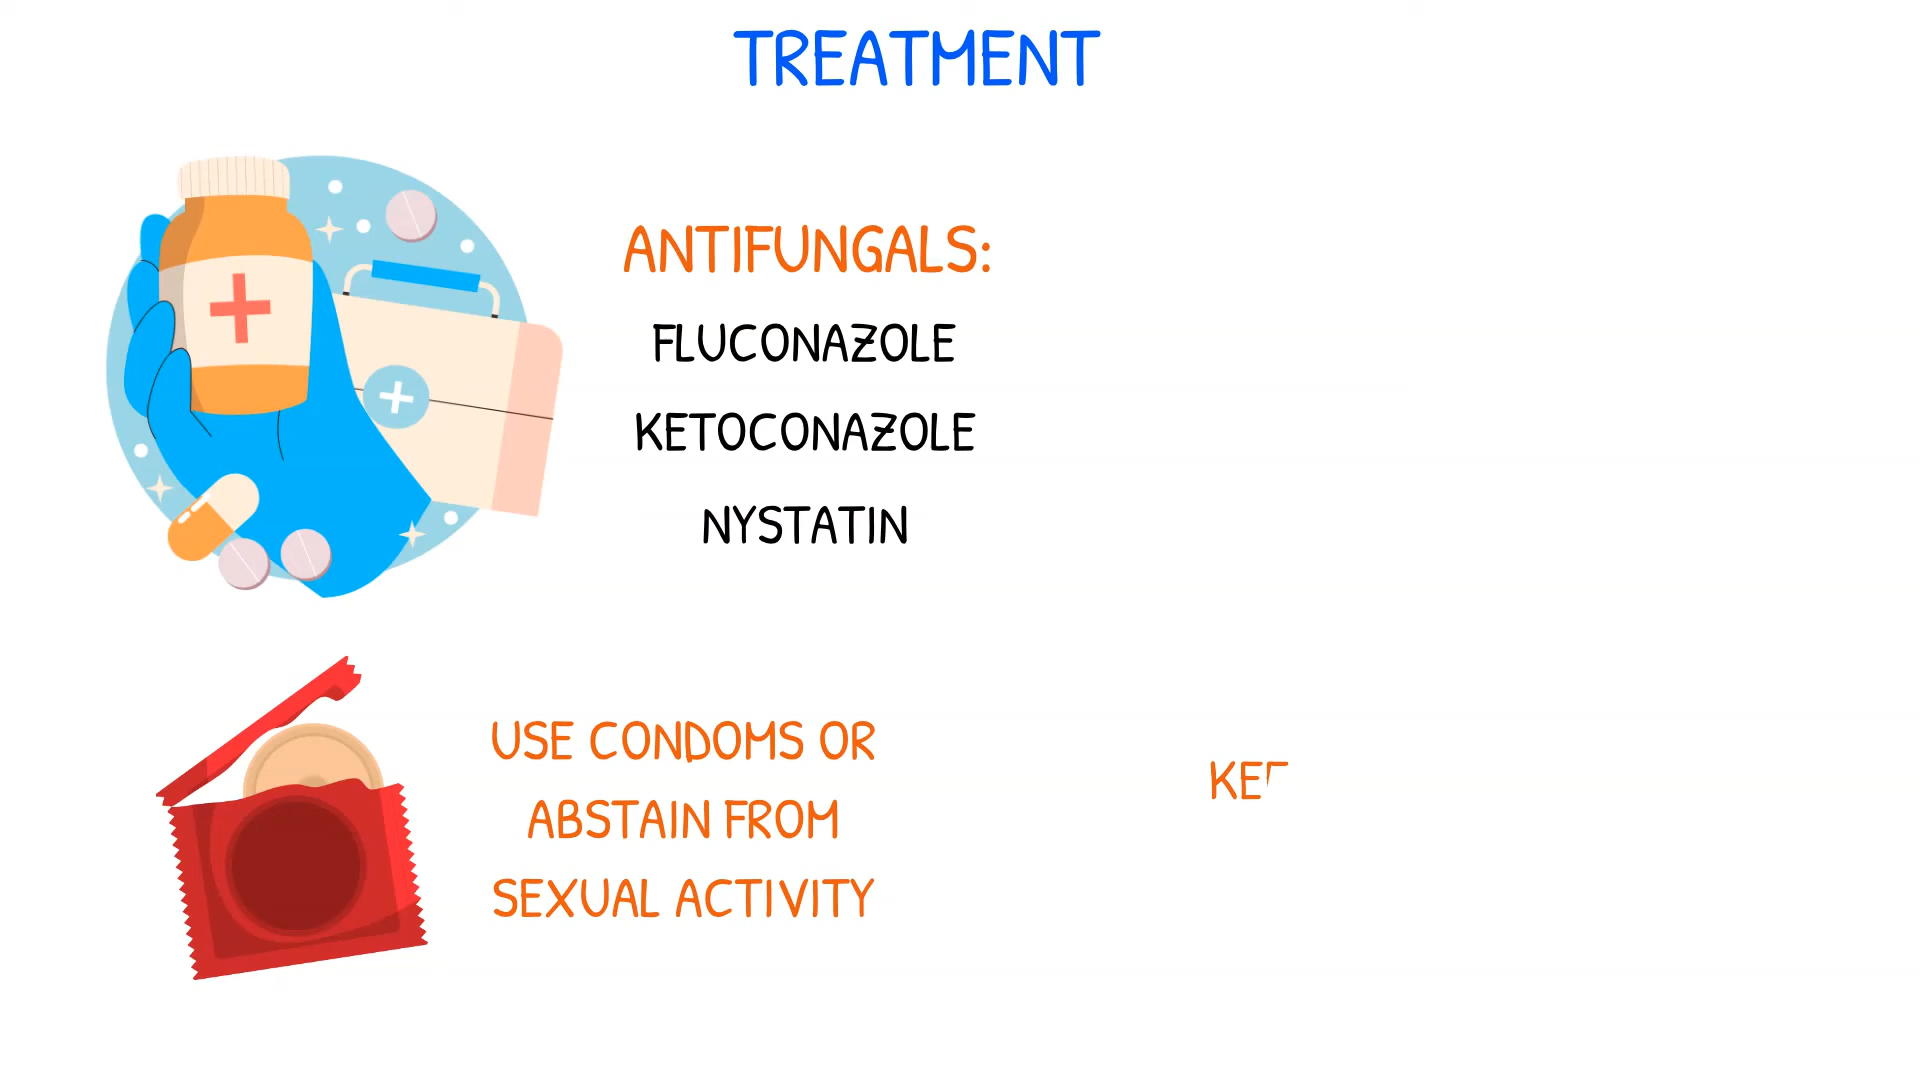 TREATMENT
ANTIFUNGALS:
FLUCONAZOLE
KETOCONAZOLE
NYSTATIN
USE CONDOMS OR
ABSTAIN FROM
SEXUAL ACTIVITY